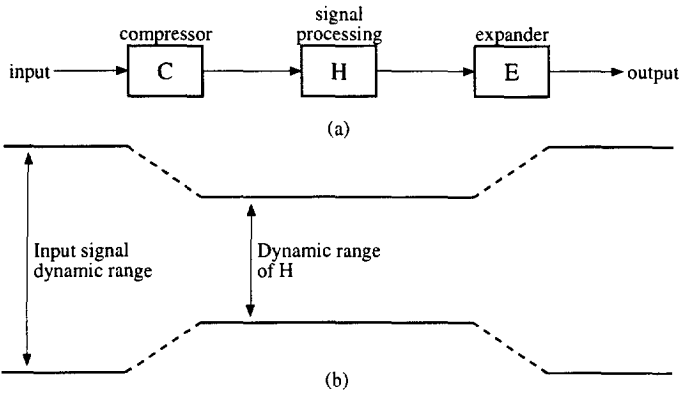 signal
compressor processing expander
input C H E output
(a)
Input signal
dynamic range
Dynamic range
of H
(b)